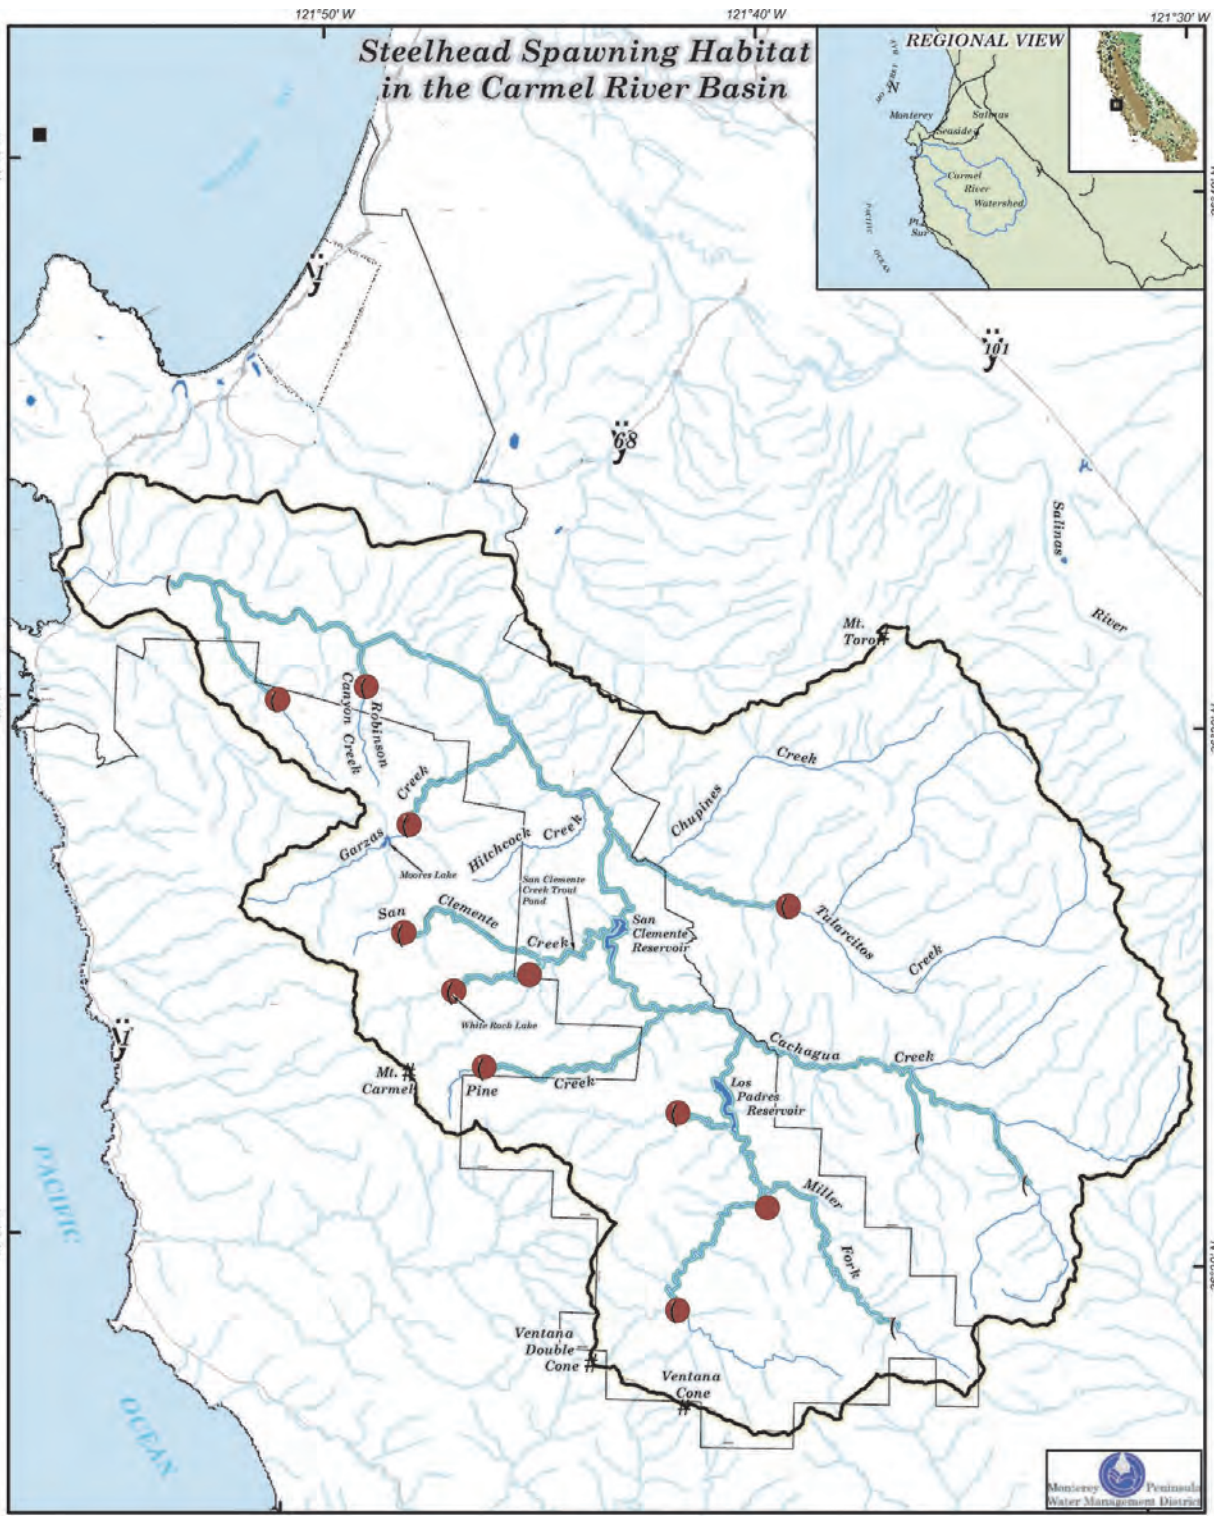 121°50' W
121°40' W
121°30' W
Steelhead Spawning Habitat
in the Carmel River Basin
REGIONAL VIEW
N
Monterey
Salinas
Seaside
Carmel
River
Watershed
Pt.
Sur
PACIFIC
OCEAN
1
101
68
Salinas
River
Mt.
Toro
#
Robinson
Canyon Creek
Creek
Chupines
Creek
Garzas
Hitchcock
Creek
Moores Lake
San Clemente
Creek Trout
Pond
San
Clemente
Creek
San
Clemente
Reservoir
Tularcitos
Creek
White Rock Lake
1
Mt.
Carmel
#
Pine
Creek
Cachagua
Creek
Los
Padres
Reservoir
Miller
Fork
PACIFIC
OCEAN
Ventana
Double
Cone
#
Ventana
Cone
#
Monterey Peninsula
Water Management District